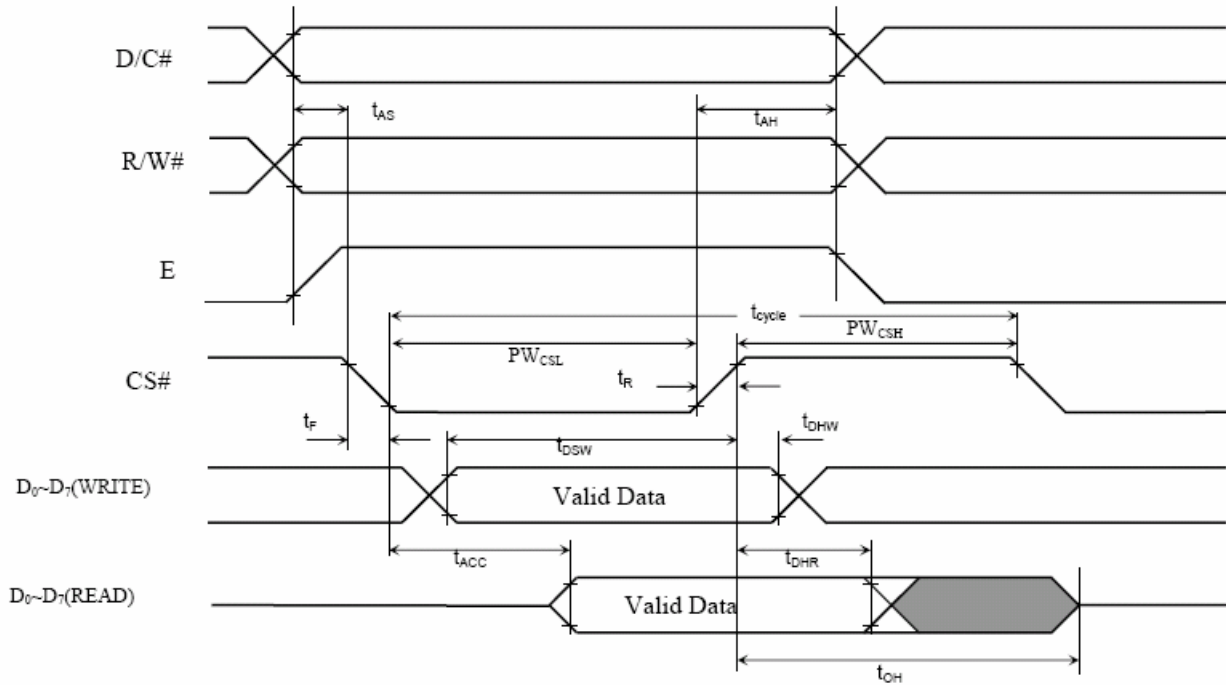 D/C#
tAS
tAH
R/W#
E
tcycle
PWCSL
PWCSH
CS#
tR
tF
tDSW
tDHW
D0~D7(WRITE)
Valid Data
tACC
tDHR
D0~D7(READ)
Valid Data
tOH